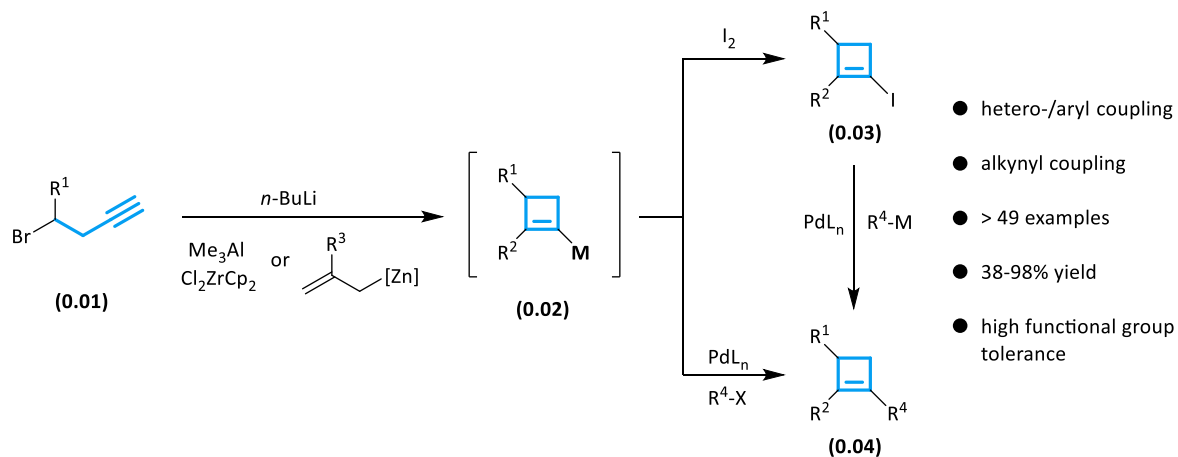 R1
Br
(0.01)
n-BuLi
Me3Al
Cl2ZrCp2
or
R3
[Zn]
R1
R2
M
(0.02)
I2
R1
R2
I
(0.03)
PdLn
R4-M
PdLn
R4-X
R1
R2
R4
(0.04)
● hetero-/aryl coupling
● alkynyl coupling
● > 49 examples
● 38-98% yield
● high functional group
tolerance